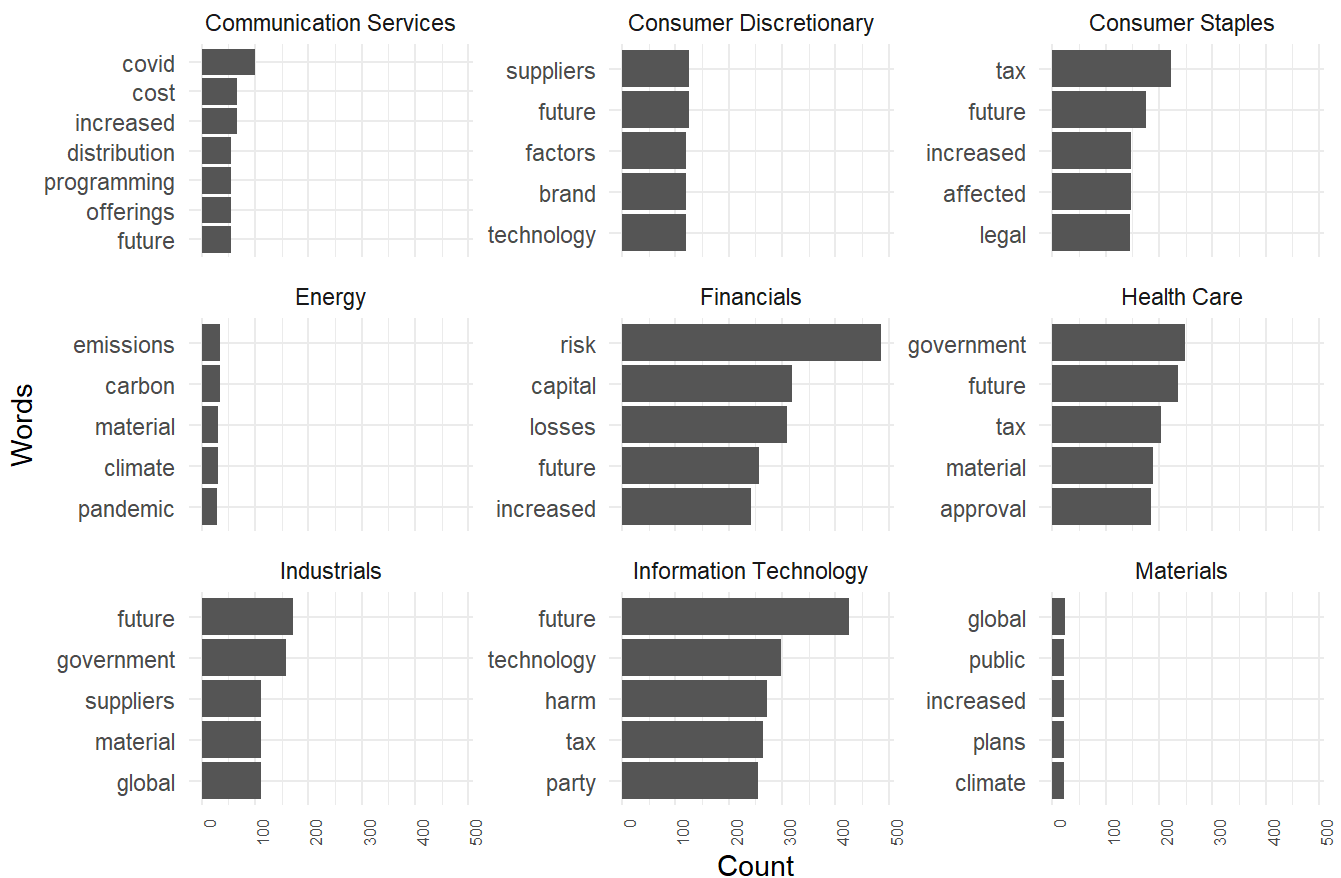 Communication Services
covid
cost
increased
distribution
programming
offerings
future
Consumer Discretionary
suppliers
future
factors
brand
technology
Consumer Staples
tax
future
increased
affected
legal
Energy
emissions
carbon
material
climate
pandemic
Financials
risk
capital
losses
future
increased
Health Care
government
future
tax
material
approval
Industrials
future
government
suppliers
material
global
Information Technology
future
technology
harm
tax
party
Materials
global
public
increased
plans
climate
0 100 200 300 400 500
0 100 200 300 400 500
0 100 200 300 400 500
Count
Words